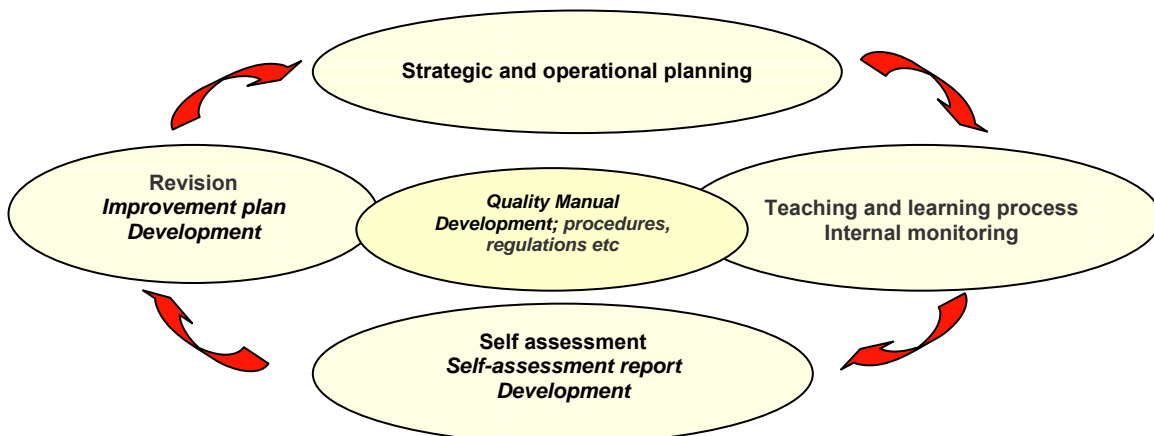 Strategic and operational planning
Revision
Improvement plan
Development
Quality Manual
Development; procedures,
regulations etc
Teaching and learning process
Internal monitoring
Self assessment
Self-assessment report
Development